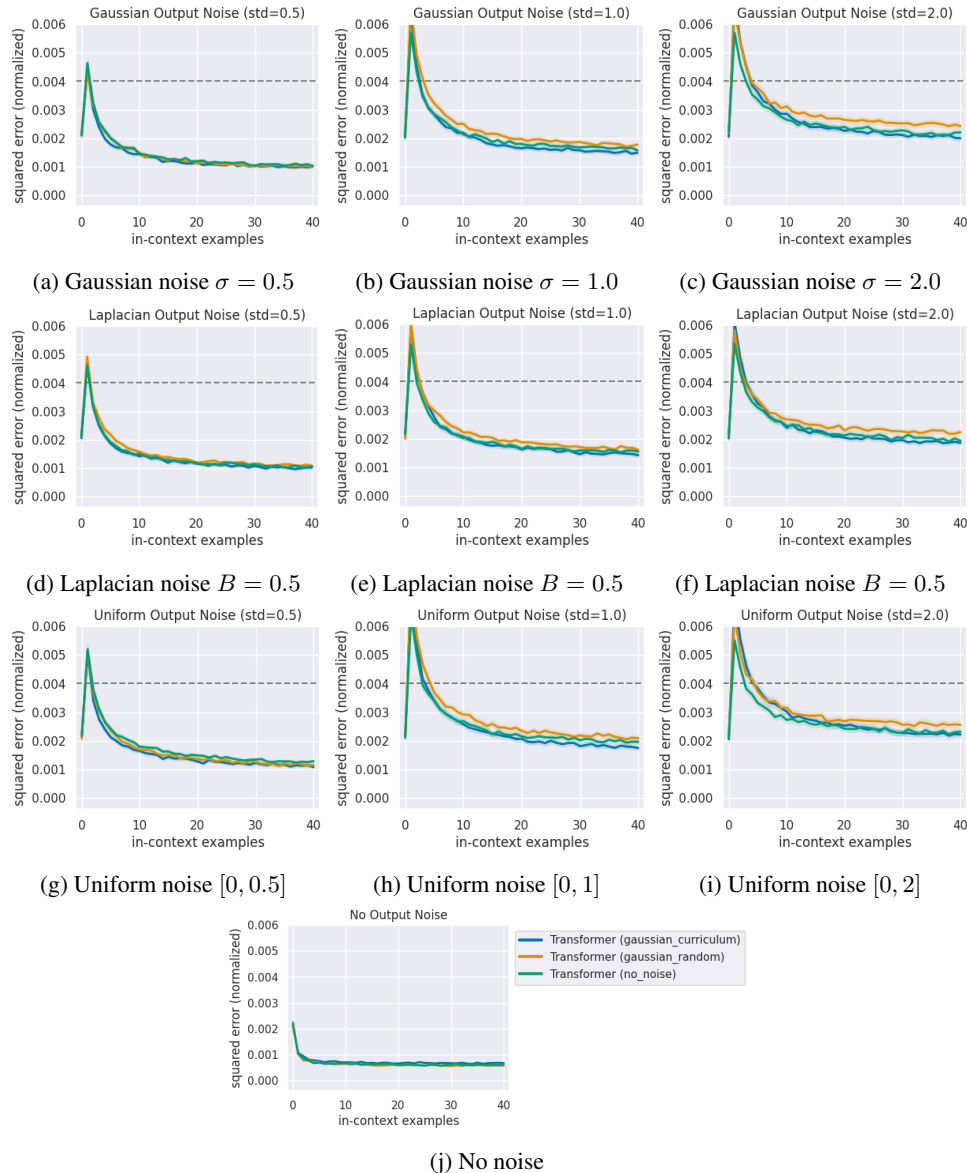 Gaussian Output Noise (std=0.5)
Gaussian Output Noise (std=1.0)
Gaussian Output Noise (std=2.0)
squared error (normalized)
0.006
0.005
0.004
0.003
0.002
0.001
0.000
0 10 20 30 40
in-context examples
squared error (normalized)
0.006
0.005
0.004
0.003
0.002
0.001
0.000
0 10 20 30 40
in-context examples
squared error (normalized)
0.006
0.005
0.004
0.003
0.002
0.001
0.000
0 10 20 30 40
in-context examples
(a) Gaussian noise σ = 0.5
(b) Gaussian noise σ = 1.0
(c) Gaussian noise σ = 2.0
Laplacian Output Noise (std=0.5)
Laplacian Output Noise (std=1.0)
Laplacian Output Noise (std=2.0)
squared error (normalized)
0.006
0.005
0.004
0.003
0.002
0.001
0.000
0 10 20 30 40
in-context examples
squared error (normalized)
0.006
0.005
0.004
0.003
0.002
0.001
0.000
0 10 20 30 40
in-context examples
squared error (normalized)
0.006
0.005
0.004
0.003
0.002
0.001
0.000
0 10 20 30 40
in-context examples
(d) Laplacian noise B = 0.5
(e) Laplacian noise B = 0.5
(f) Laplacian noise B = 0.5
Uniform Output Noise (std=0.5)
Uniform Output Noise (std=1.0)
Uniform Output Noise (std=2.0)
squared error (normalized)
0.006
0.005
0.004
0.003
0.002
0.001
0.000
0 10 20 30 40
in-context examples
squared error (normalized)
0.006
0.005
0.004
0.003
0.002
0.001
0.000
0 10 20 30 40
in-context examples
squared error (normalized)
0.006
0.005
0.004
0.003
0.002
0.001
0.000
0 10 20 30 40
in-context examples
(g) Uniform noise [0, 0.5]
(h) Uniform noise [0, 1]
(i) Uniform noise [0, 2]
No Output Noise
squared error (normalized)
0.006
0.005
0.004
0.003
0.002
0.001
0.000
0 10 20 30 40
in-context examples
Transformer (gaussian_curriculum)
Transformer (gaussian_random)
Transformer (no_noise)
(j) No noise